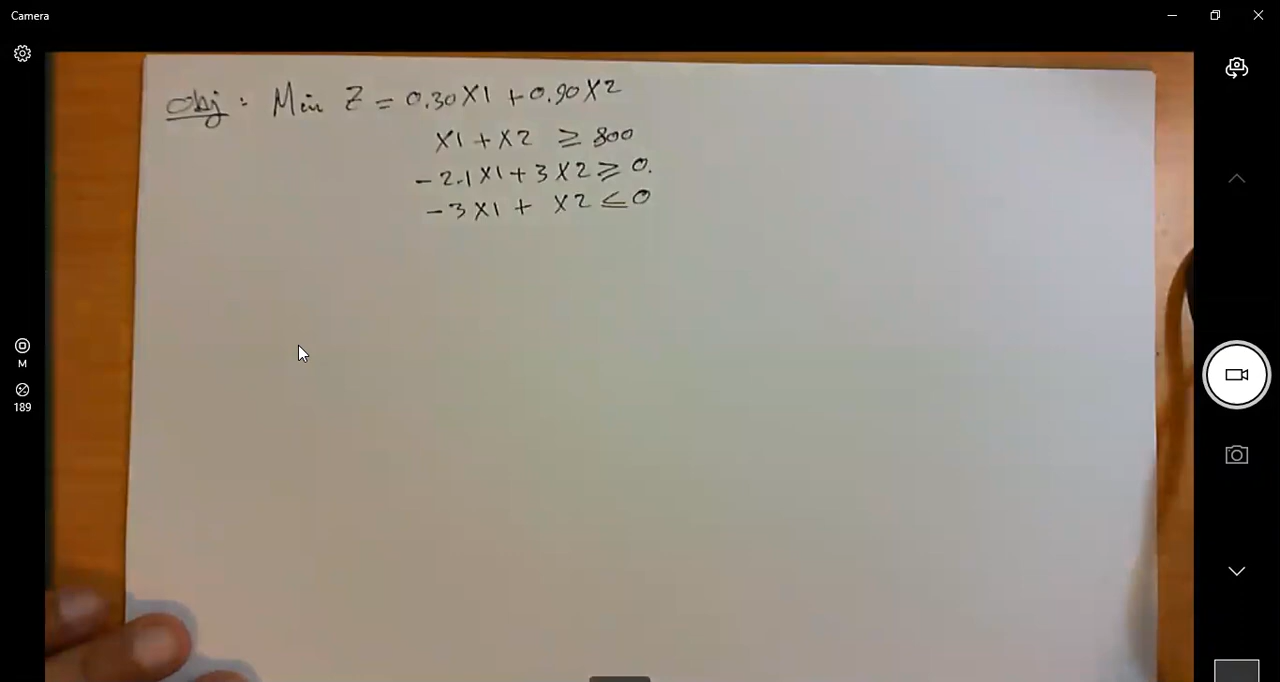 Camera
Obj : Min Z = 0.30X1 + 0.90X2
X1 + X2 ≥ 800
-2.1X1 + 3X2 ≥ 0.
-3X1 + X2 ≤ 0
M
189